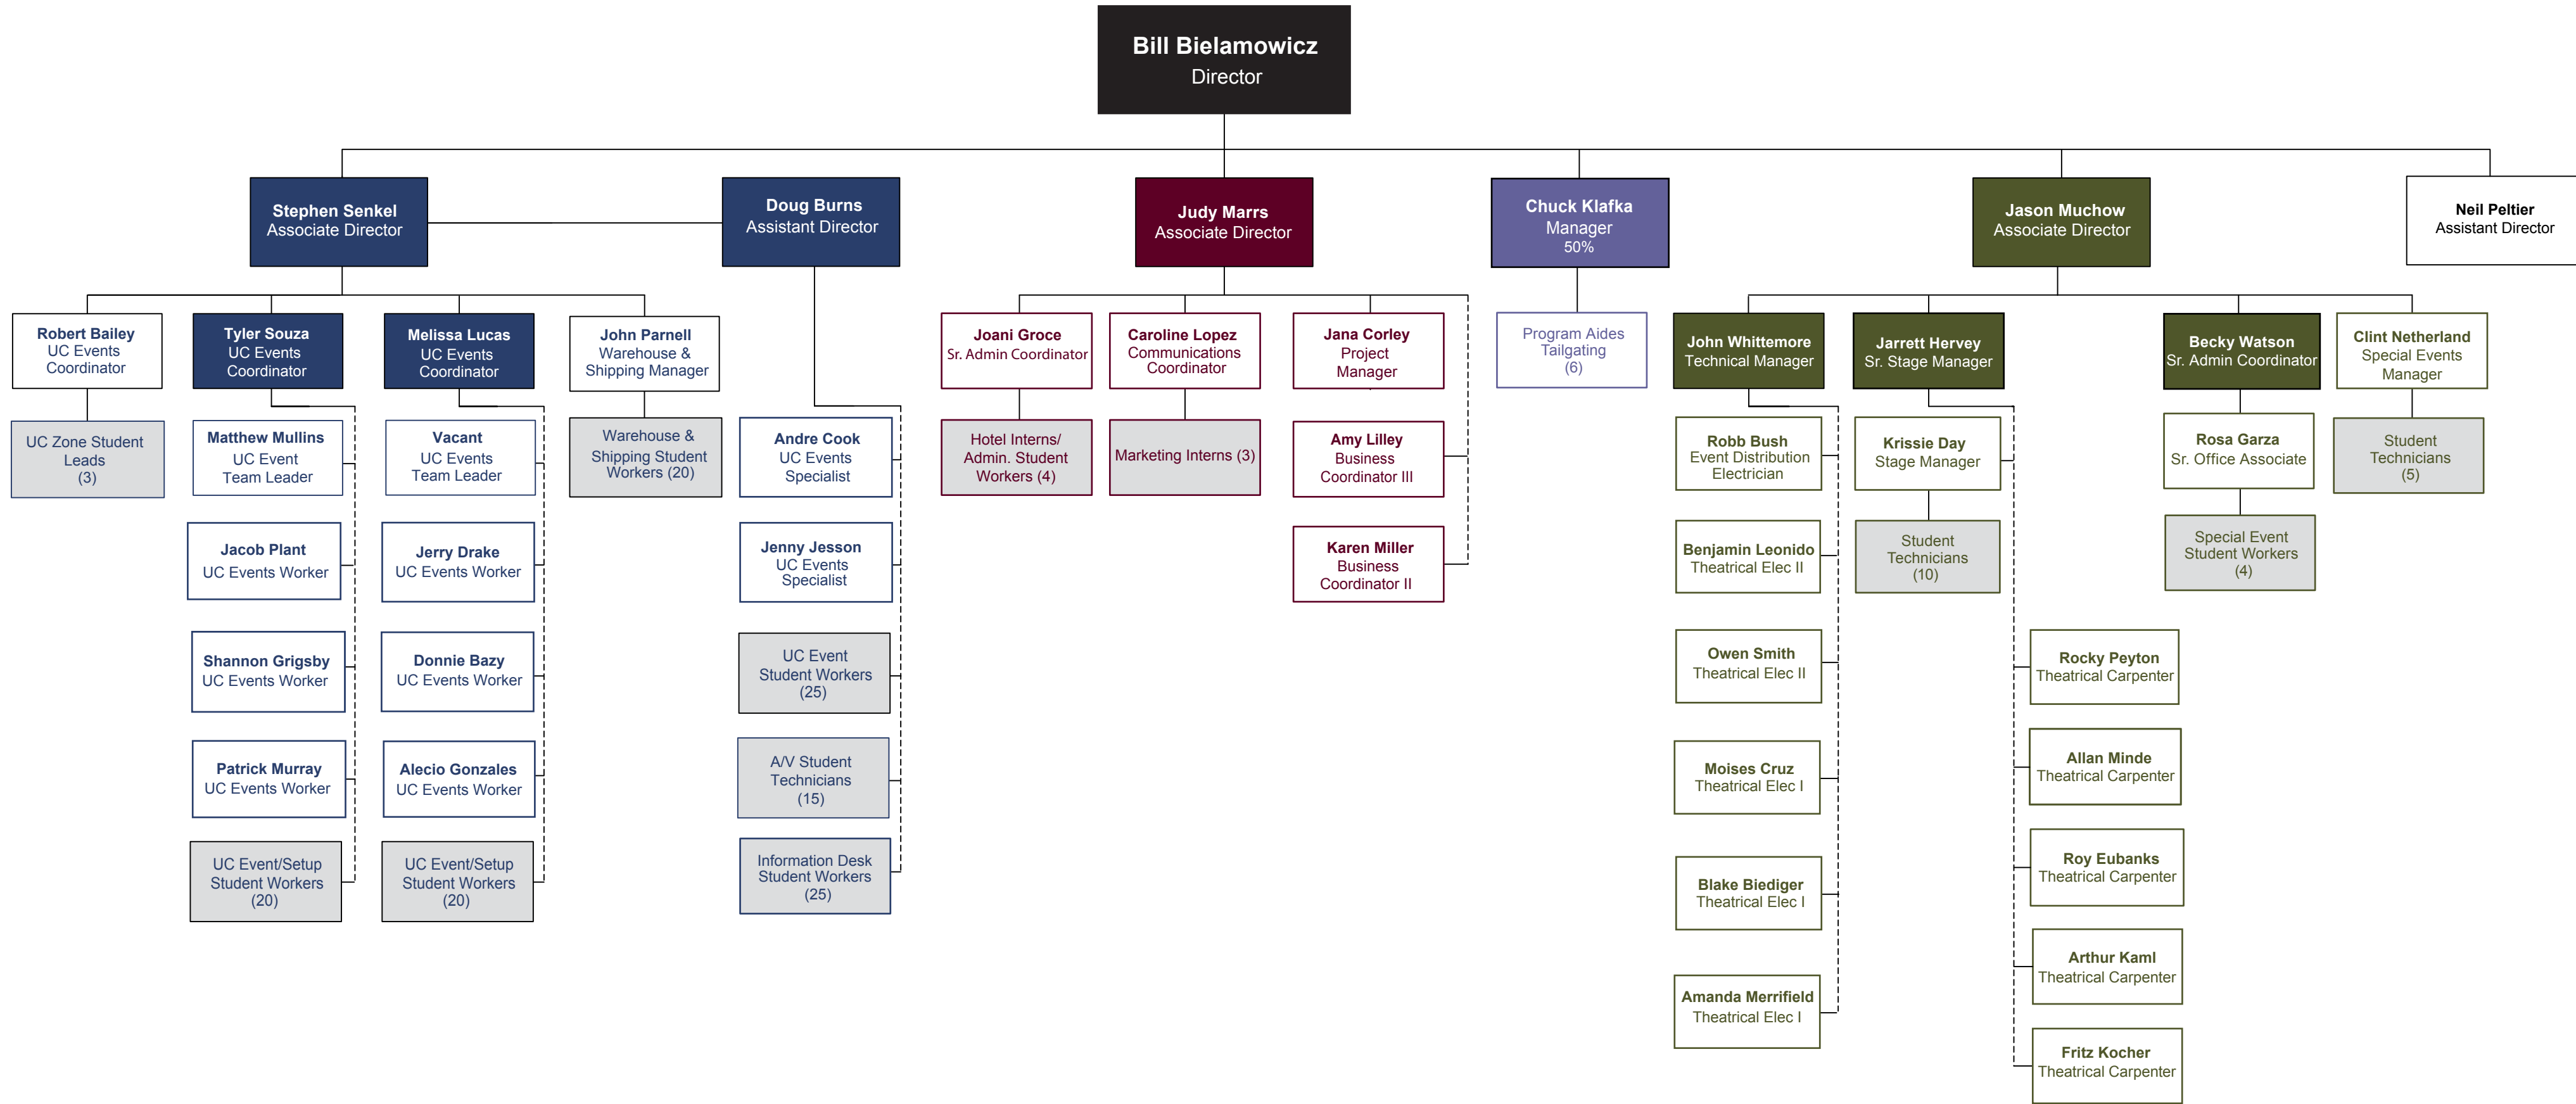 Bill Bielamowicz
Director
Stephen Senkel
Associate Director
Doug Burns
Assistant Director
Judy Marrs
Associate Director
Chuck Klafka
Manager
50%
Jason Muchow
Associate Director
Neil Peltier
Assistant Director
Robert Bailey
UC Events
Coordinator
Tyler Souza
UC Events
Coordinator
Melissa Lucas
UC Events
Coordinator
John Parnell
Warehouse &
Shipping Manager
Joani Groce
Sr. Admin Coordinator
Caroline Lopez
Communications
Coordinator
Jana Corley
Project
Manager
Program Aides
Tailgating
(6)
John Whittemore
Technical Manager
Jarrett Hervey
Sr. Stage Manager
Becky Watson
Sr. Admin Coordinator
Clint Netherland
Special Events
Manager
UC Zone Student
Leads
(3)
Matthew Mullins
UC Event
Team Leader
Vacant
UC Events
Team Leader
Warehouse &
Shipping Student
Workers (20)
Andre Cook
UC Events
Specialist
Hotel Interns/
Admin. Student
Workers (4)
Marketing Interns (3)
Amy Lilley
Business
Coordinator III
Robb Bush
Event Distribution
Electrician
Krissie Day
Stage Manager
Rosa Garza
Sr. Office Associate
Student
Technicians
(5)
Jacob Plant
UC Events Worker
Jerry Drake
UC Events Worker
Jenny Jesson
UC Events
Specialist
Karen Miller
Business
Coordinator II
Benjamin Leonido
Theatrical Elec II
Student
Technicians
(10)
Special Event
Student Workers
(4)
Shannon Grigsby
UC Events Worker
Donnie Bazy
UC Events Worker
UC Event
Student Workers
(25)
Owen Smith
Theatrical Elec II
Rocky Peyton
Theatrical Carpenter
Patrick Murray
UC Events Worker
Alecio Gonzales
UC Events Worker
A/V Student
Technicians
(15)
Moises Cruz
Theatrical Elec I
Allan Minde
Theatrical Carpenter
UC Event/Setup
Student Workers
(20)
UC Event/Setup
Student Workers
(20)
Information Desk
Student Workers
(25)
Blake Biediger
Theatrical Elec I
Roy Eubanks
Theatrical Carpenter
Arthur Kaml
Theatrical Carpenter
Amanda Merrifield
Theatrical Elec I
Fritz Kocher
Theatrical Carpenter